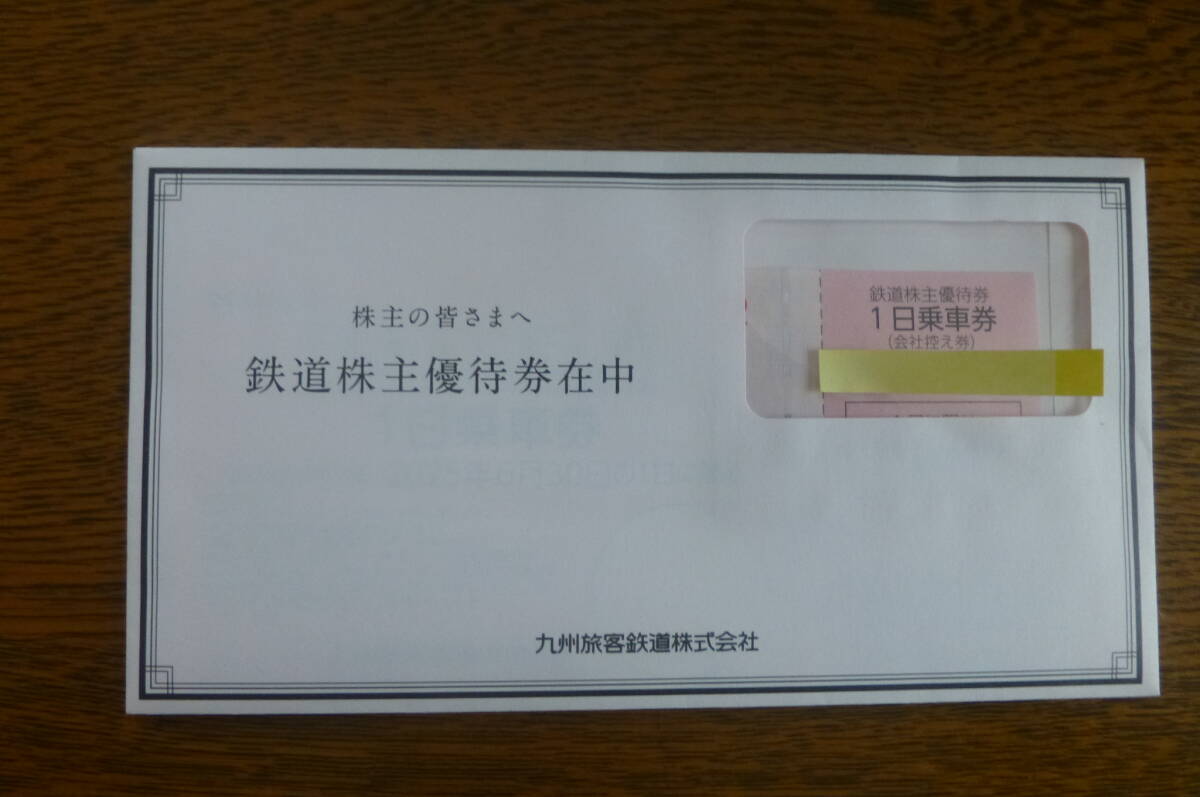 株主の皆さまへ
鉄道株主優待券在中
鉄道株主優待券
1日乗車券
(会社控え券)
九州旅客鉄道株式会社